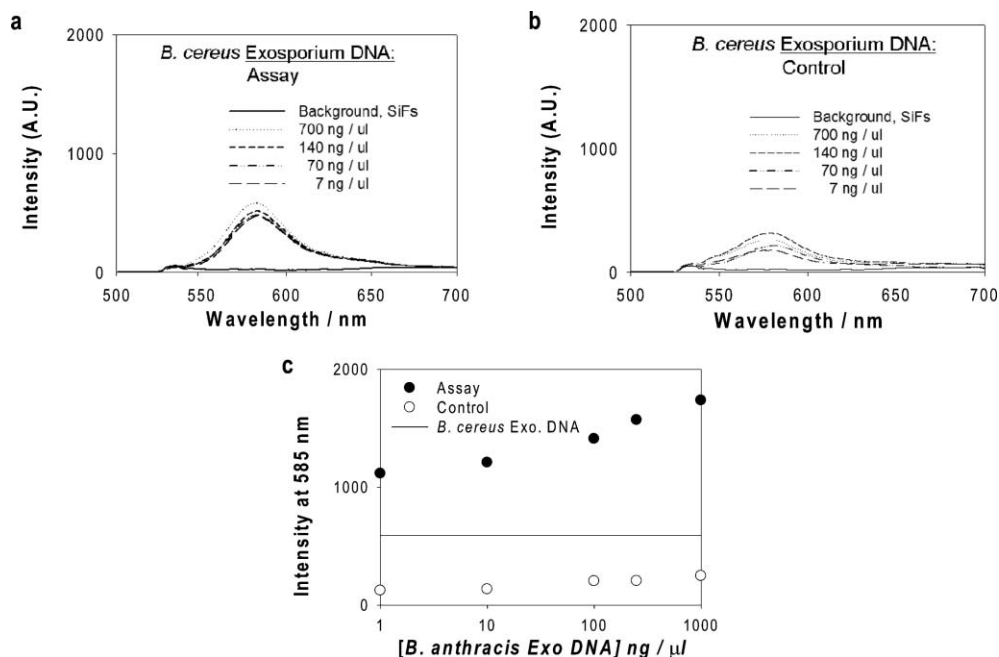 a
2000
1000
0
Intensity (A.U.)
B. cereus Exosporium DNA:
Assay
Background, SiFs
700 ng / ul
140 ng / ul
70 ng / ul
7 ng / ul
500 550 600 650 700
Wavelength / nm
b
2000
1000
0
Intensity (A.U.)
B. cereus Exosporium DNA:
Control
Background, SiFs
700 ng / ul
140 ng / ul
70 ng / ul
7 ng / ul
500 550 600 650 700
Wavelength / nm
c
2000
1000
0
Intensity at 585 nm
Assay
Control
B. cereus Exo. DNA
1 10 100 1000
[B. anthracis Exo DNA] ng / μl